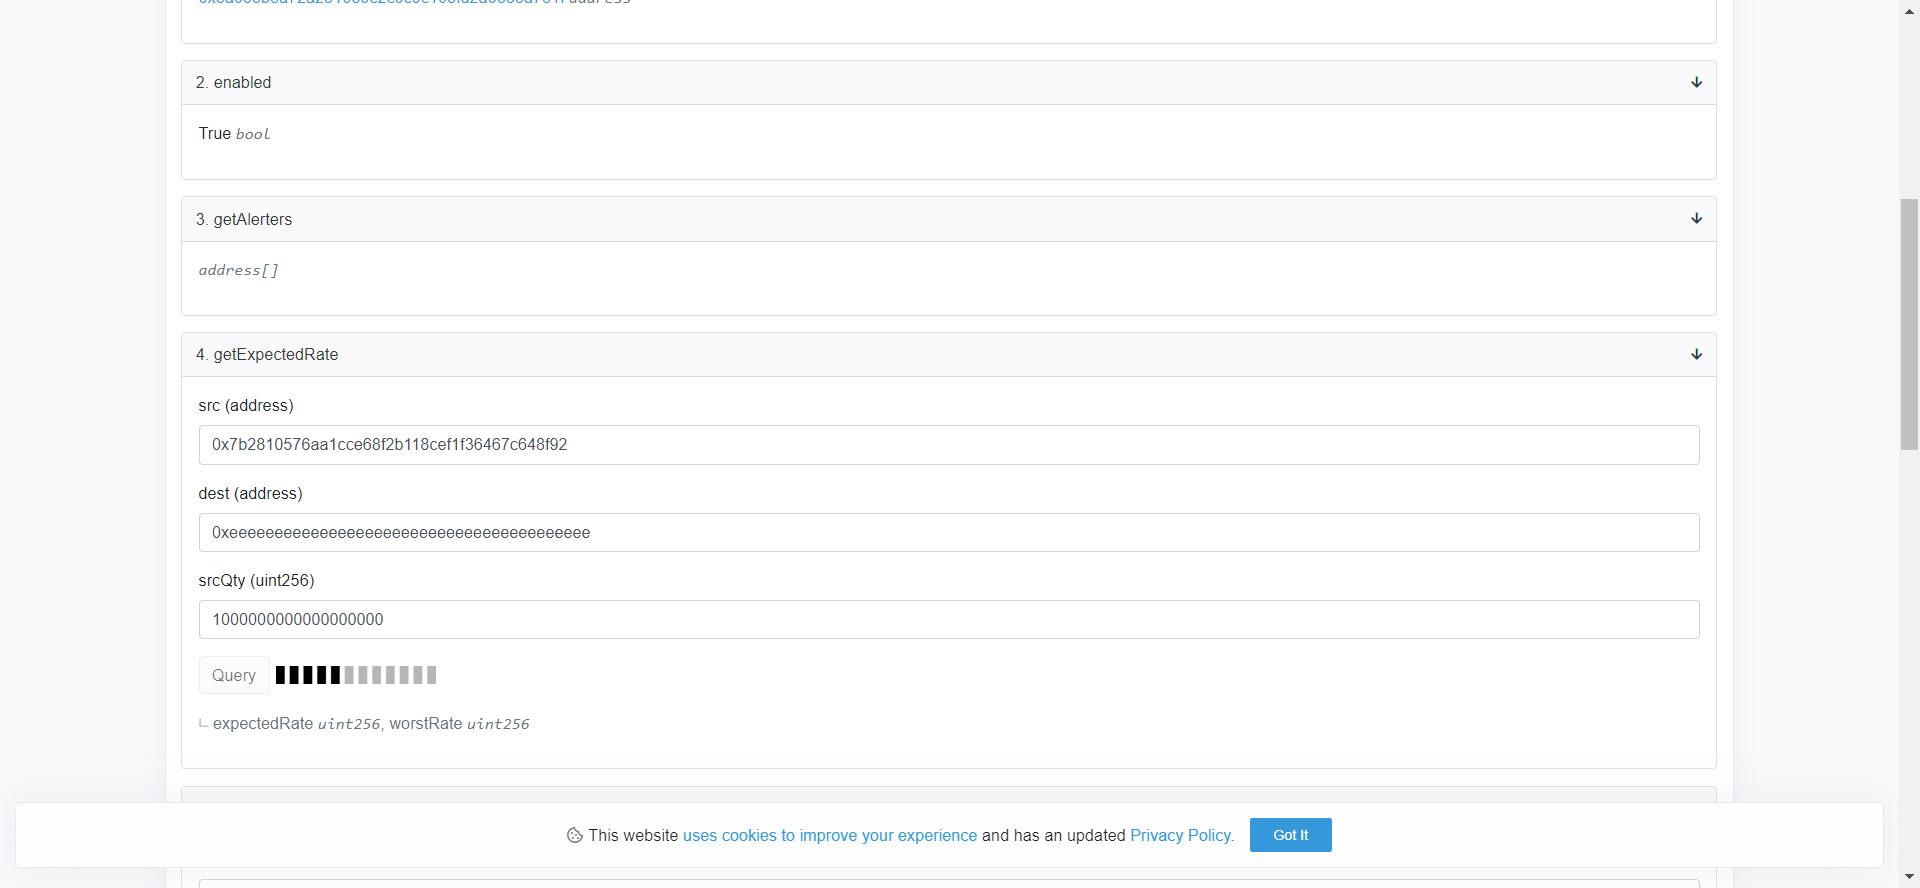 2. enabled
True bool
3. getAlerters
address[]
4. getExpectedRate
src (address)
0x7b2810576aa1cce68f2b118cef1f36467c648f92
dest (address)
0xeeeeeeeeeeeeeeeeeeeeeeeeeeeeeeeeeeeeeeee
srcQty (uint256)
1000000000000000000
Query
expectedRate uint256, worstRate uint256
This website uses cookies to improve your experience and has an updated Privacy Policy.
Got It